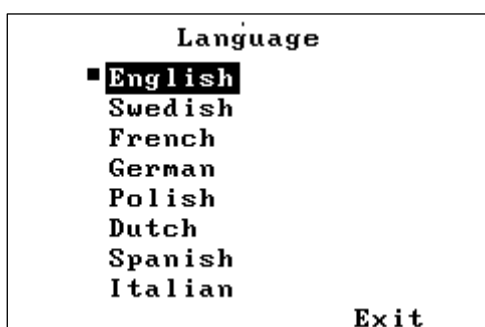 Language
English
Swedish
French
German
Polish
Dutch
Spanish
Italian
Exit